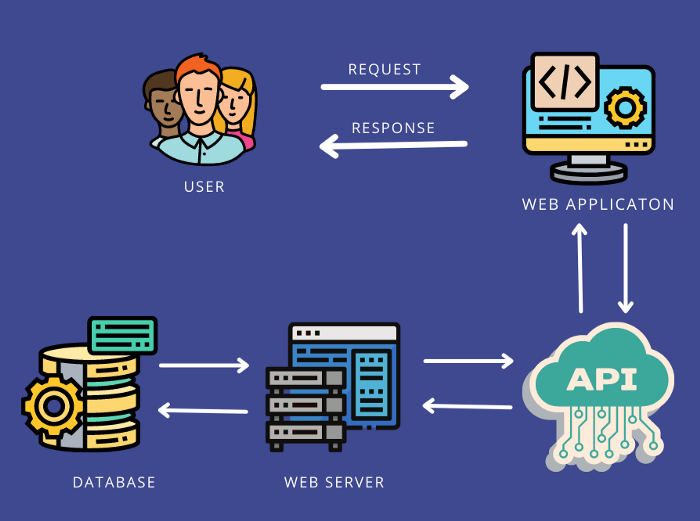 REQUEST
RESPONSE
USER
</>
WEB APPLICATON
API
DATABASE
WEB SERVER